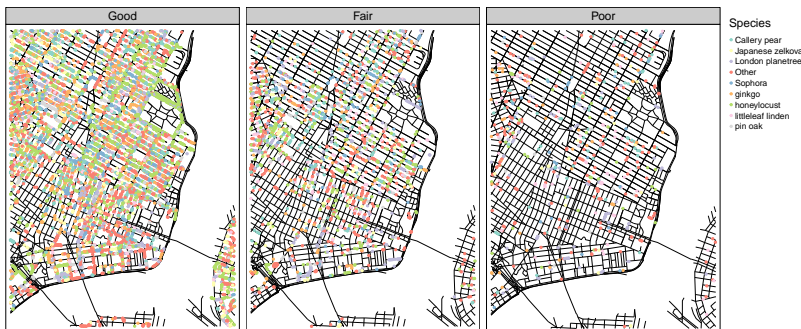 Good
Fair
Poor
Species
Callery pear
Japanese zelkova
London planetree
Other
Sophora
ginkgo
honeylocust
littleleaf linden
pin oak